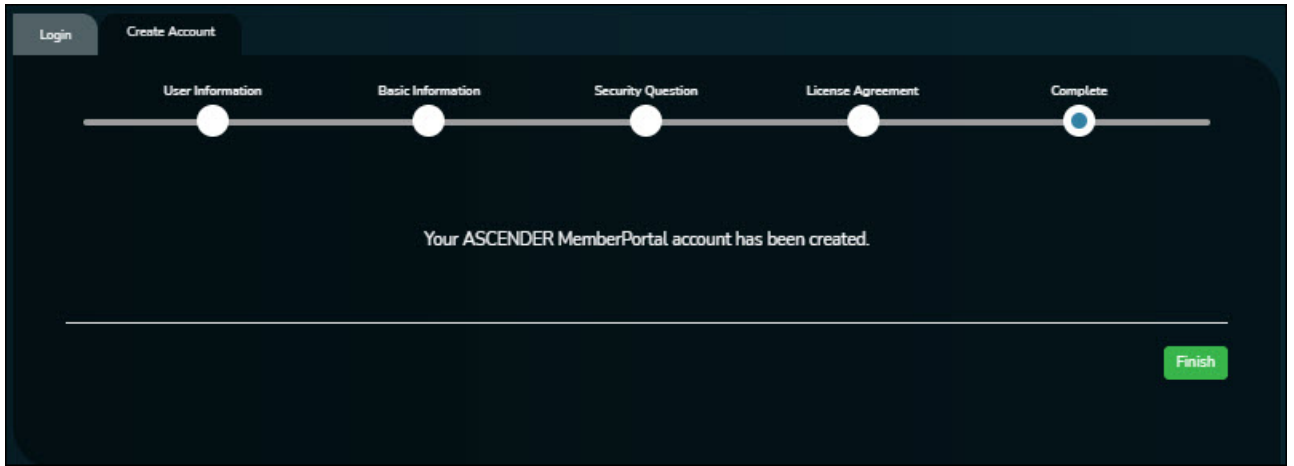 Login
Create Account
User Information
Basic Information
Security Question
License Agreement
Complete
Your ASCENDER MemberPortal account has been created.
Finish